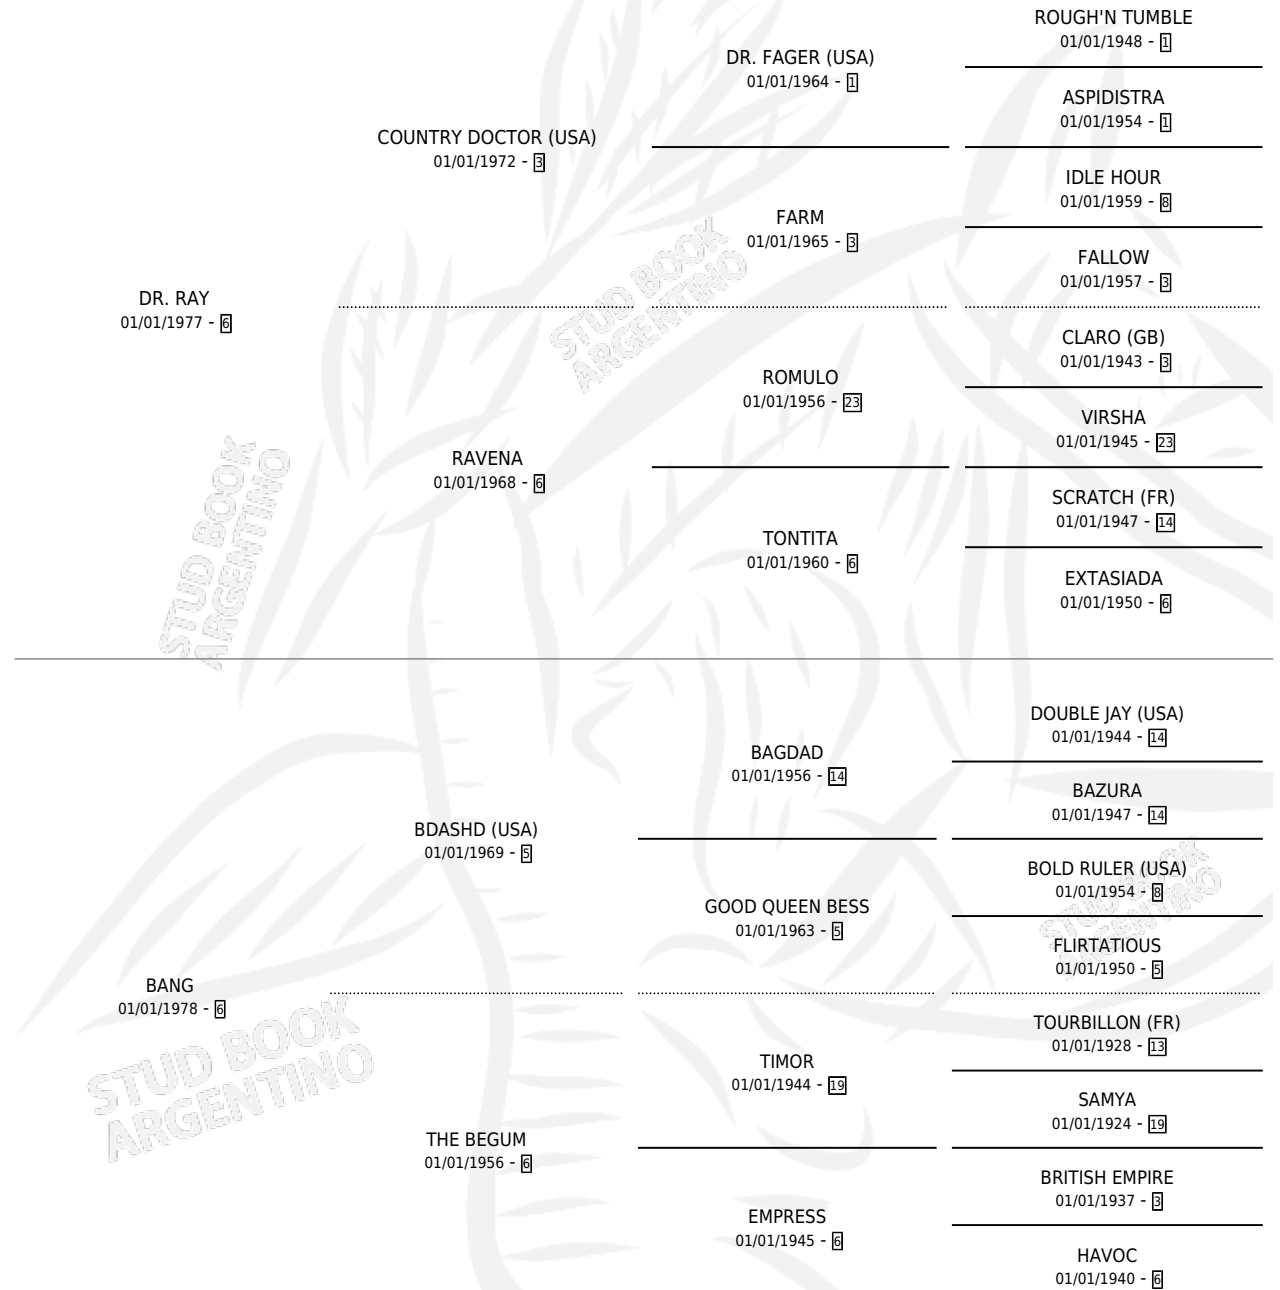 ROUGH'N TUMBLE
01/01/1948 - 1
DR. FAGER (USA)
01/01/1964 - 1
ASPIDISTRA
01/01/1954 - 1
COUNTRY DOCTOR (USA)
01/01/1972 - 3
IDLE HOUR
01/01/1959 - 8
FARM
01/01/1965 - 3
FALLOW
01/01/1957 - 3
DR. RAY
01/01/1977 - 6
CLARO (GB)
01/01/1943 - 3
ROMULO
01/01/1956 - 23
VIRSHA
01/01/1945 - 23
RAVENA
01/01/1968 - 6
SCRATCH (FR)
01/01/1947 - 14
TONTITA
01/01/1960 - 6
EXTASIADA
01/01/1950 - 6
DOUBLE JAY (USA)
01/01/1944 - 14
BAGDAD
01/01/1956 - 14
BAZURA
01/01/1947 - 14
BDASHD (USA)
01/01/1969 - 5
BOLD RULER (USA)
01/01/1954 - 8
GOOD QUEEN BESS
01/01/1963 - 5
FLIRTATIOUS
01/01/1950 - 5
BANG
01/01/1978 - 6
TOURBILLON (FR)
01/01/1928 - 13
TIMOR
01/01/1944 - 19
SAMYA
01/01/1924 - 19
THE BEGUM
01/01/1956 - 6
BRITISH EMPIRE
01/01/1937 - 3
EMPRESS
01/01/1945 - 6
HAVOC
01/01/1940 - 6
STUD BOOK
ARGENTINO
STUD BOOK
ARGENTINO
STUD BOOK
ARGENTINO
STUD BOOK
ARGENTINO